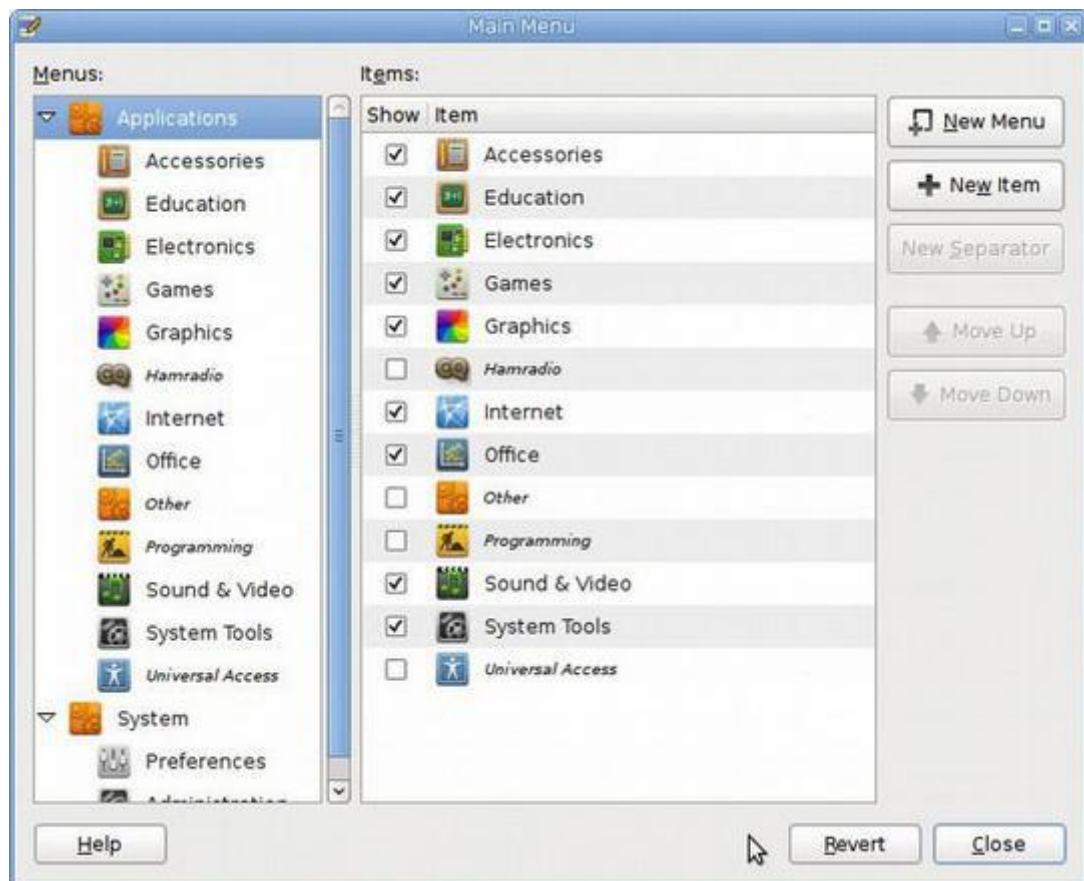 Main Menu
Menus:
Applications
Accessories
Education
Electronics
Games
Graphics
Hamradio
Internet
Office
Other
Programming
Sound & Video
System Tools
Universal Access
System
Preferences
Items:
Show Item
Accessories
Education
Electronics
Games
Graphics
Hamradio
Internet
Office
Other
Programming
Sound & Video
System Tools
Universal Access
New Menu
New Item
New Separator
Move Up
Move Down
Help
Revert
Close